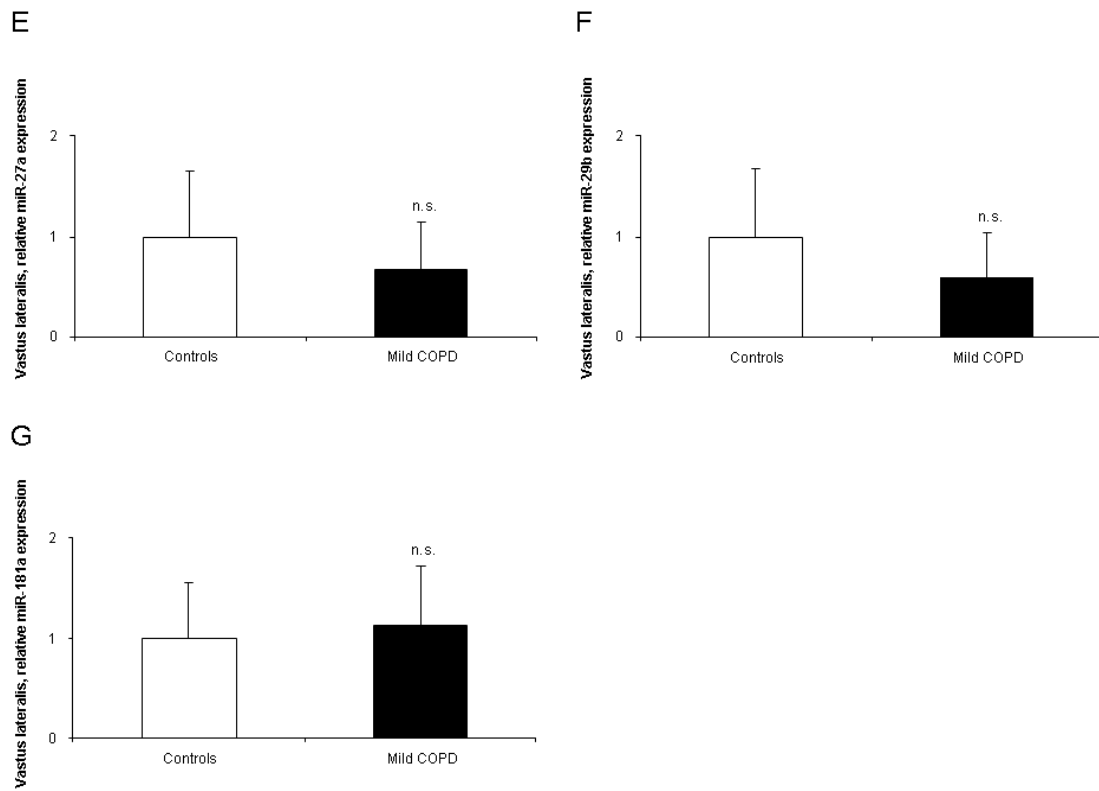 E
Vastus lateralis, relative miR-27a expression
2
1
0
n.s.
Controls
Mild COPD
F
Vastus lateralis, relative miR-29b expression
2
1
0
n.s.
Controls
Mild COPD
G
Vastus lateralis, relative miR-181a expression
2
1
0
n.s.
Controls
Mild COPD